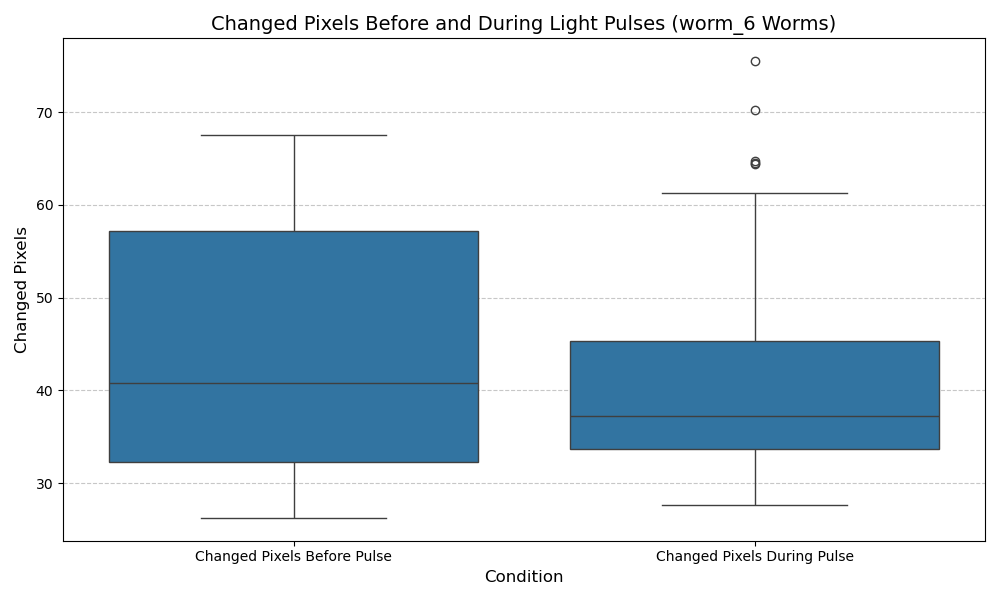 Changed Pixels Before and During Light Pulses (worm_6 Worms)
Changed Pixels
70
60
50
40
30
Changed Pixels Before Pulse
Changed Pixels During Pulse
Condition